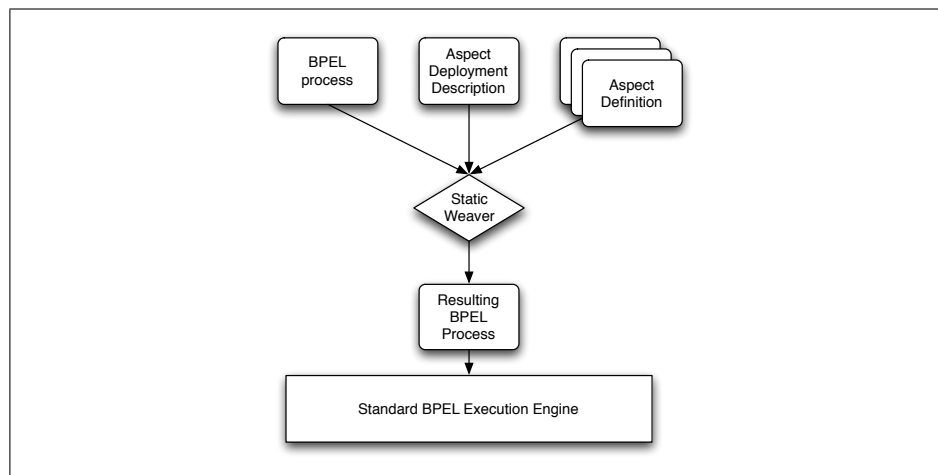 BPEL
process
Aspect
Deployment
Description
Aspect
Definition
Static
Weaver
Resulting
BPEL
Process
Standard BPEL Execution Engine